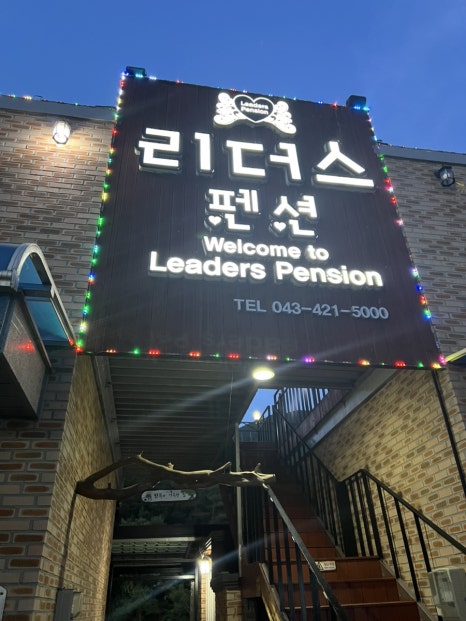 Leaders
Pension
리더스
펜션
Welcome to
Leaders Pension
TEL 043-421-5000